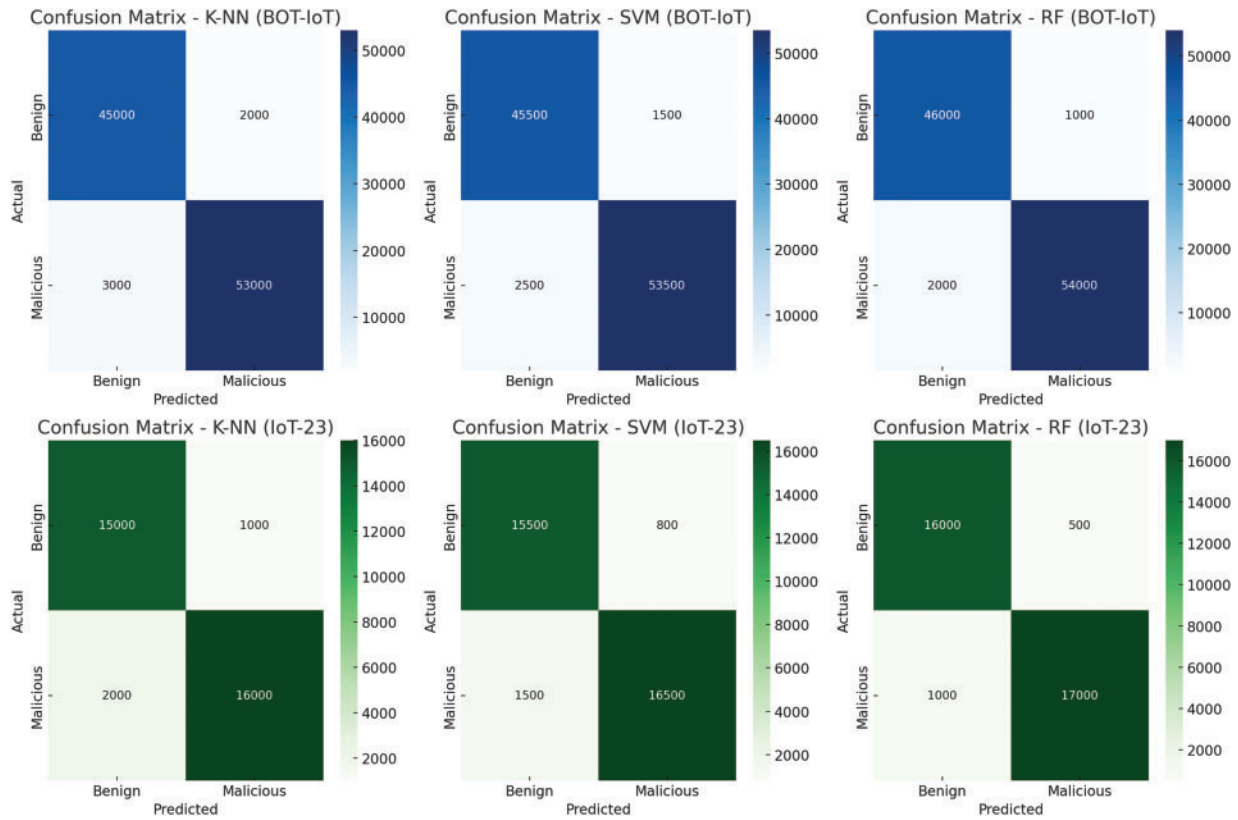 Confusion Matrix - K-NN (BOT-IoT)
Benign
Malicious
Actual
45000
2000
3000
53000
Benign
Malicious
Predicted
50000
40000
30000
20000
10000
Confusion Matrix - SVM (BOT-IoT)
Benign
Malicious
Actual
45500
1500
2500
53500
Benign
Malicious
Predicted
50000
40000
30000
20000
10000
Confusion Matrix - RF (BOT-IoT)
Benign
Malicious
Actual
46000
1000
2000
54000
Benign
Malicious
Predicted
50000
40000
30000
20000
10000
Confusion Matrix - K-NN (IoT-23)
Benign
Malicious
Actual
15000
1000
2000
16000
Benign
Malicious
Predicted
16000
14000
12000
10000
8000
6000
4000
2000
Confusion Matrix - SVM (IoT-23)
Benign
Malicious
Actual
15500
800
1500
16500
Benign
Malicious
Predicted
16000
14000
12000
10000
8000
6000
4000
2000
Confusion Matrix - RF (IoT-23)
Benign
Malicious
Actual
16000
500
1000
17000
Benign
Malicious
Predicted
16000
14000
12000
10000
8000
6000
4000
2000